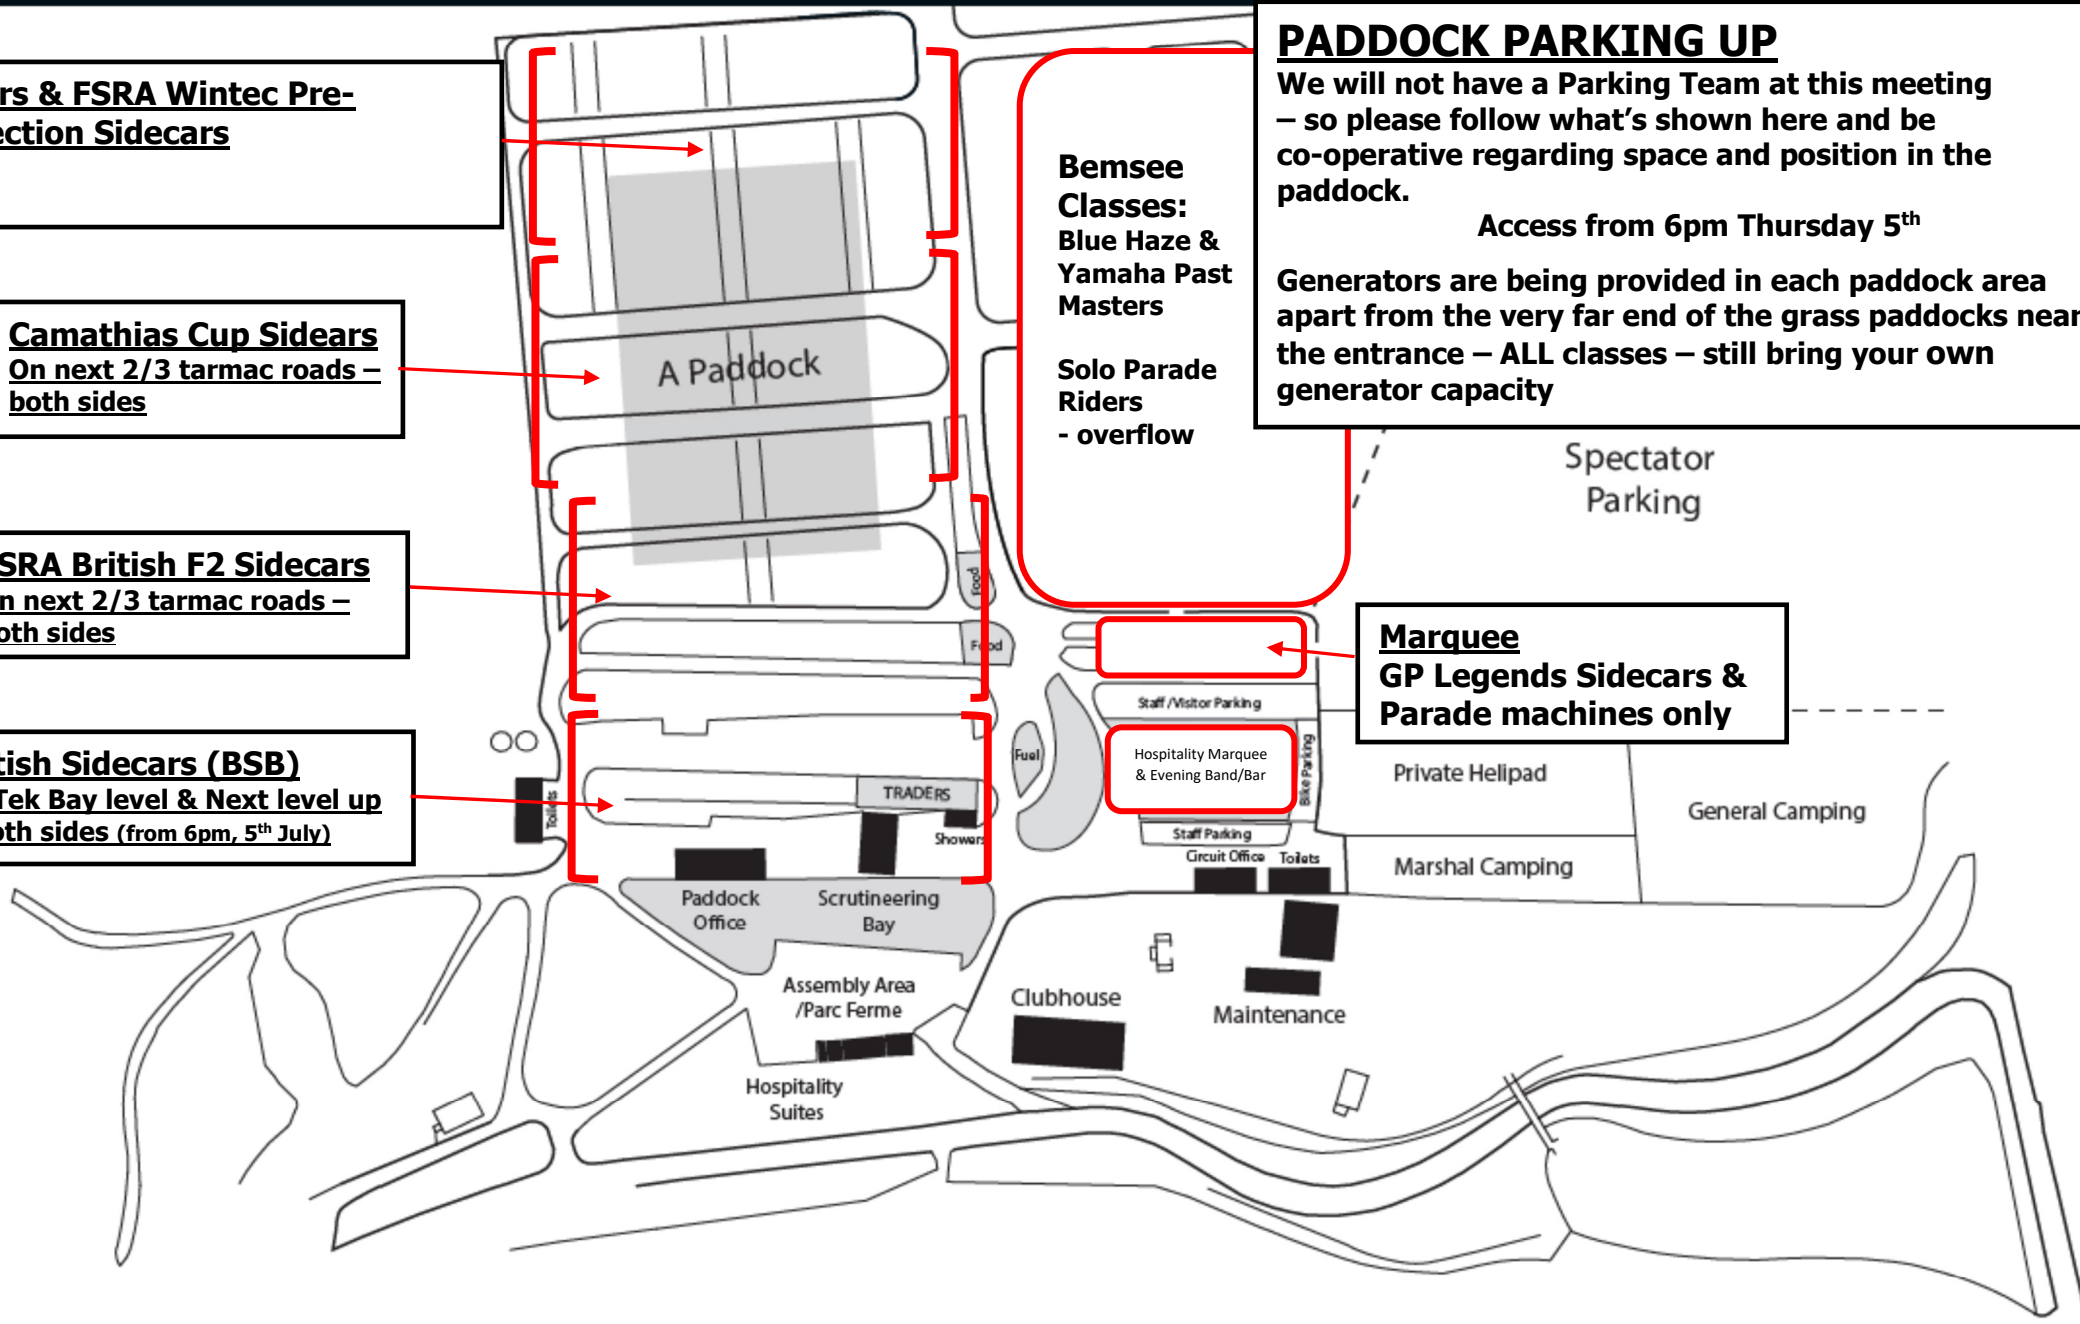 PADDOCK PARKING UP
We will not have a Parking Team at this meeting
– so please follow what's shown here and be
co-operative regarding space and position in the
paddock.
Access from 6pm Thursday 5th
Generators are being provided in each paddock area
apart from the very far end of the grass paddocks near
the entrance – ALL classes – still bring your own
generator capacity
rs & FSRA Wintec Pre-
ection Sidecars
Bemsee
Classes:
Blue Haze &
Yamaha Past
Masters
Solo Parade
Riders
- overflow
Camathias Cup Sidears
On next 2/3 tarmac roads –
both sides
A Paddock
Spectator
Parking
SRA British F2 Sidecars
n next 2/3 tarmac roads –
oth sides
Food
Food
Marquee
GP Legends Sidecars &
Parade machines only
Staff/Visitor Parking
tish Sidecars (BSB)
Tek Bay level & Next level up
oth sides (from 6pm, 5th July)
Toilets
TRADERS
Showers
Fuel
Hospitality Marquee
& Evening Band/Bar
Bike Parking
Private Helipad
General Camping
Staff Parking
Circuit Office
Toilets
Marshal Camping
Paddock
Office
Scrutineering
Bay
Assembly Area
/Parc Ferme
Clubhouse
Maintenance
Hospitality
Suites